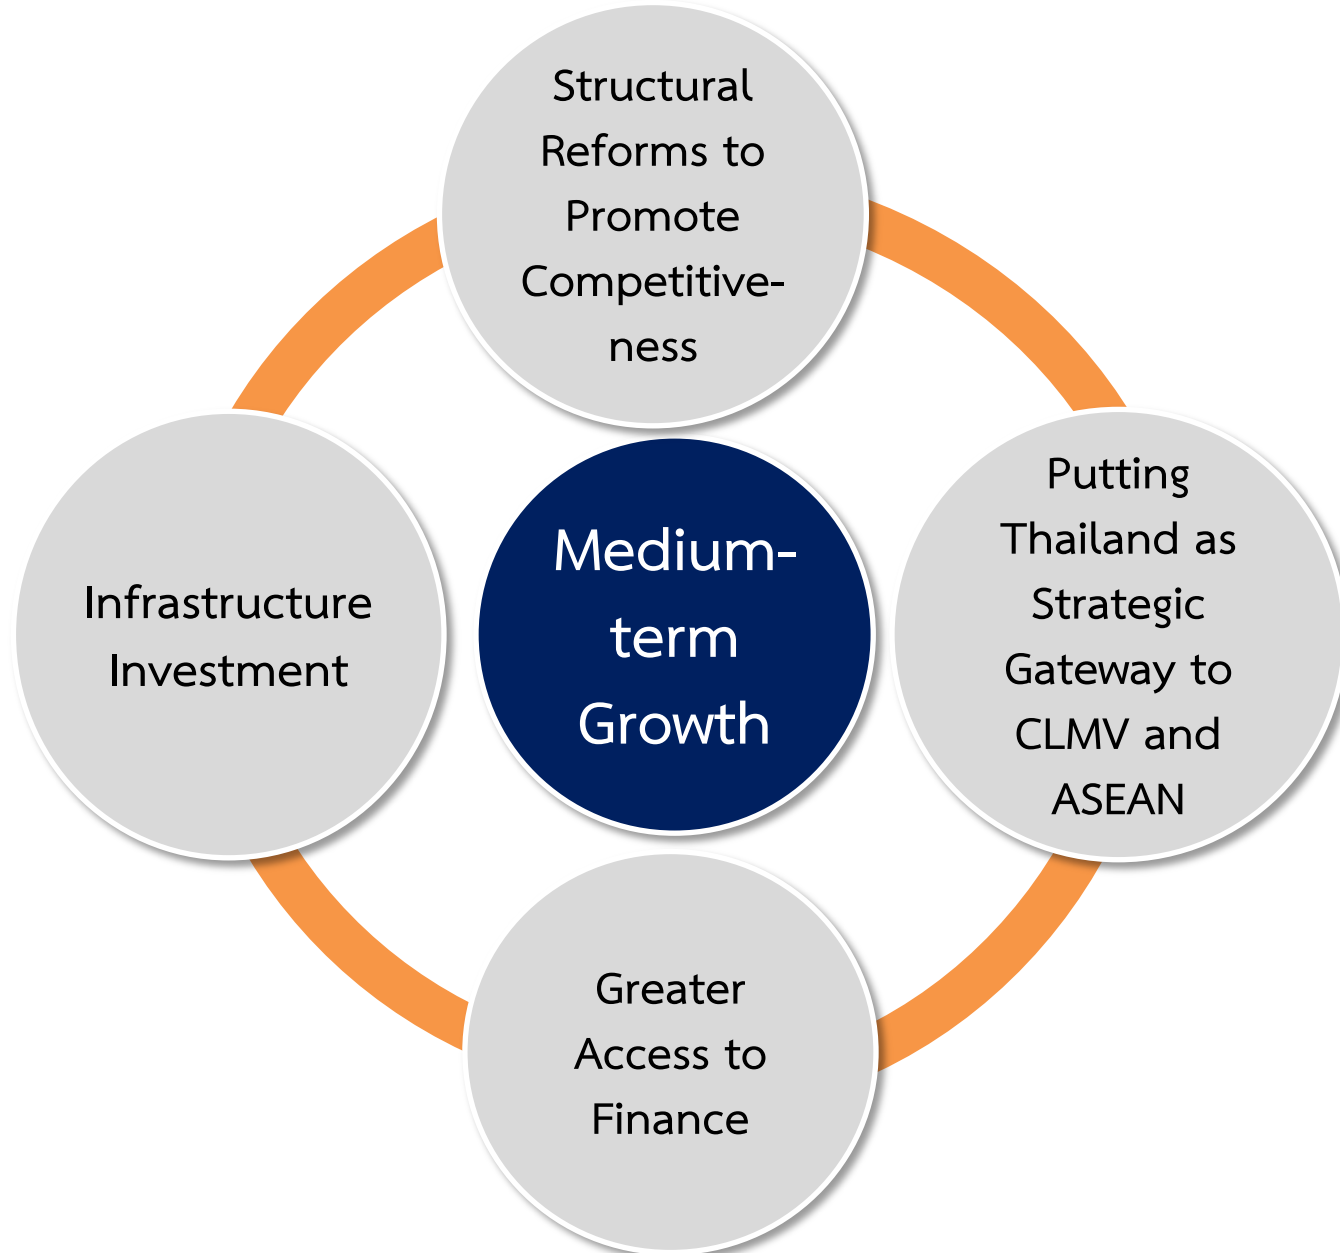 Structural
Reforms to
Promote
Competitive-
ness
Infrastructure
Investment
Medium-
term
Growth
Putting
Thailand as
Strategic
Gateway to
CLMV and
ASEAN
Greater
Access to
Finance